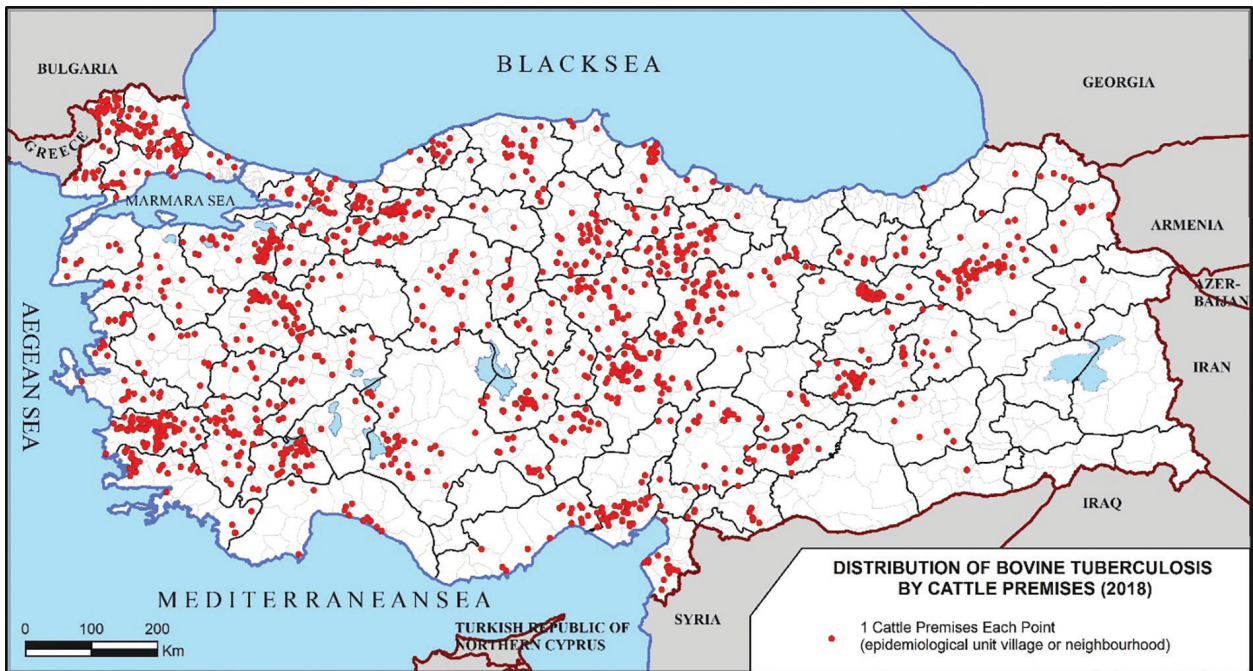 BLACKSEA
BULGARIA
GEORGIA
GREECE
MARMARA SEA
ARMENIA
AZER-
BAIJAN
AEGEAN SEA
IRAN
IRAQ
MEDITERRANEANSEA
SYRIA
TURKISH REPUBLIC OF
NORTHERN CYPRUS
0 100 200
Km
DISTRIBUTION OF BOVINE TUBERCULOSIS
BY CATTLE PREMISES (2018)
1 Cattle Premises Each Point
(epidemiological unit village or neighbourhood)